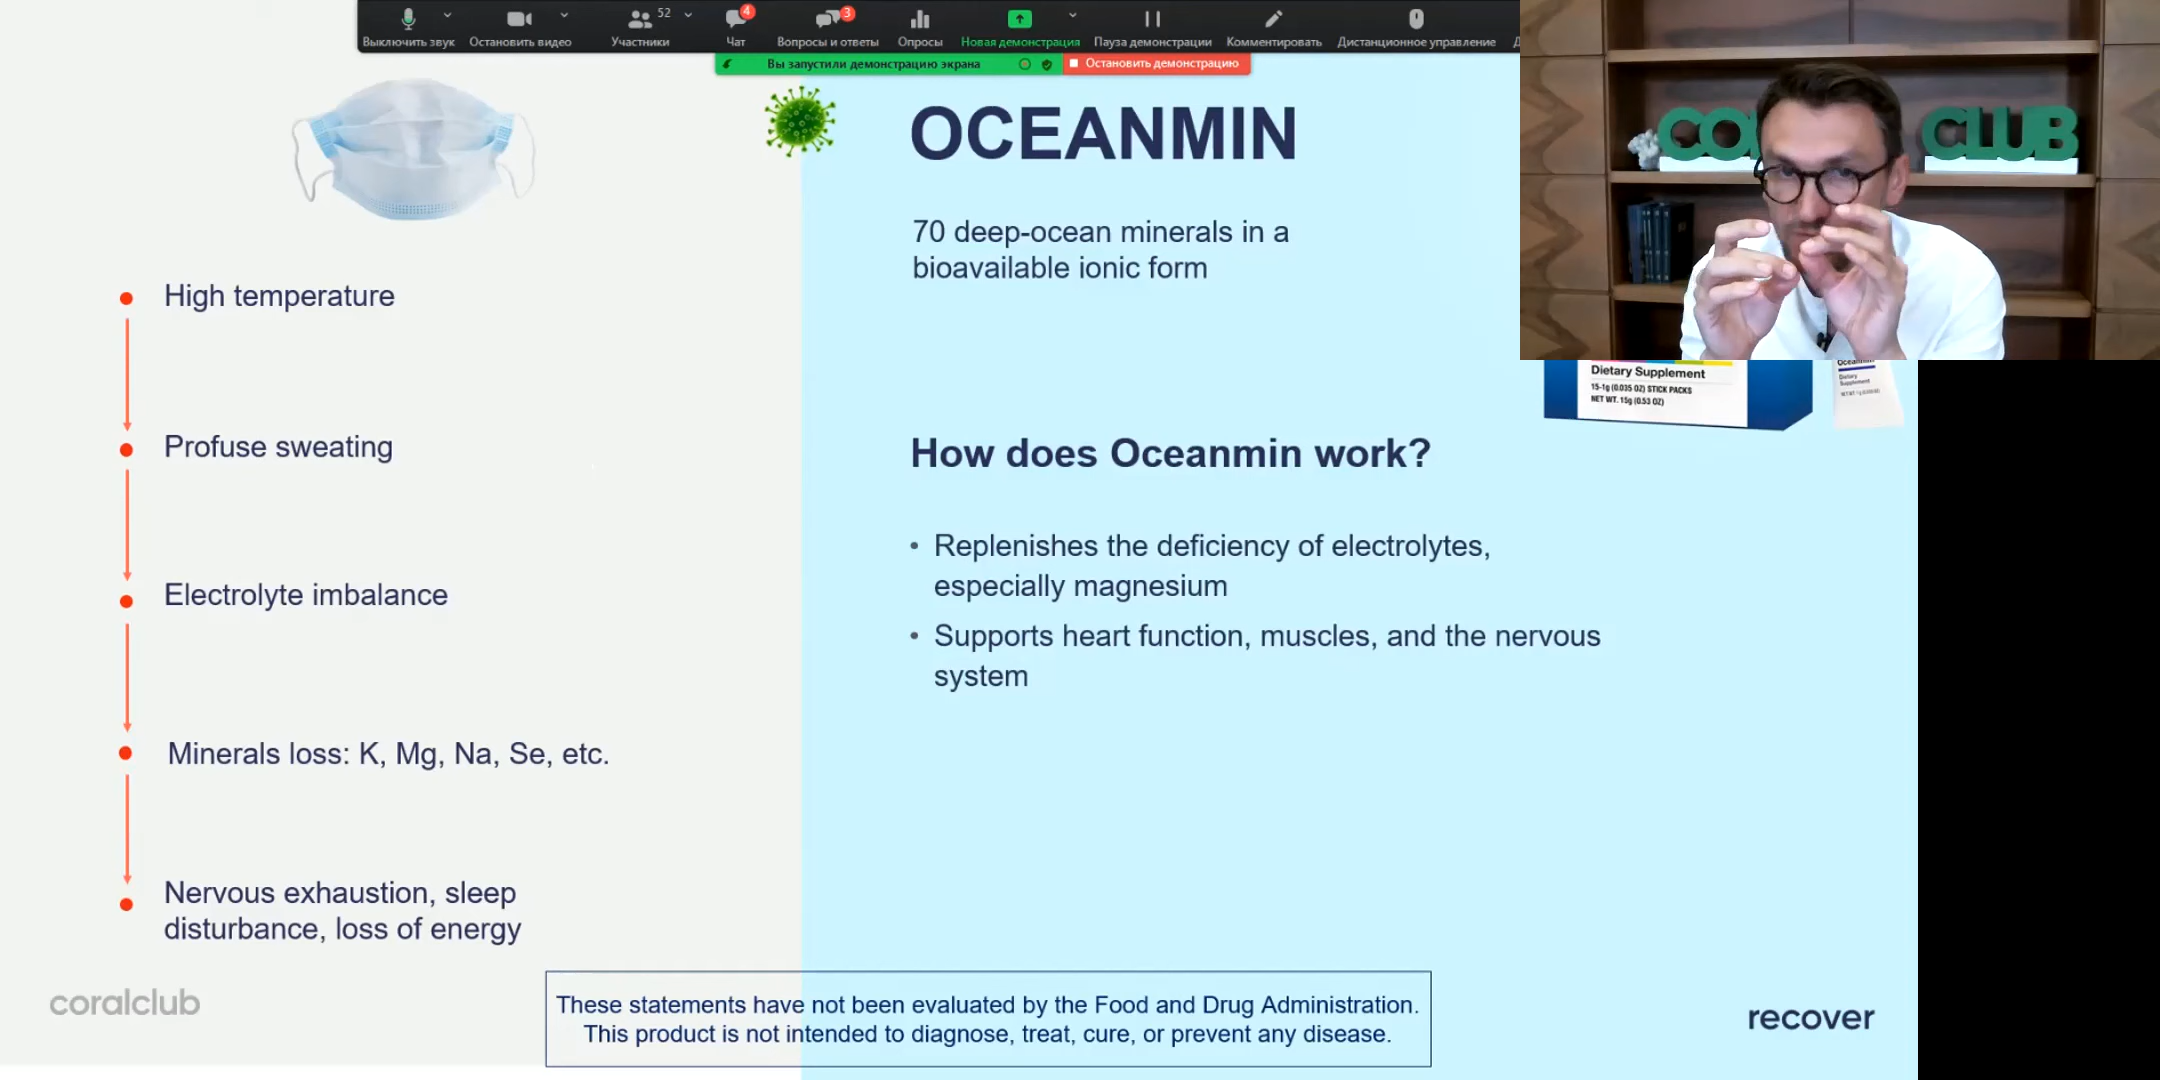 Выключить звук
Остановить видео
Участники
52
Чат
4
Вопросы и ответы
3
Опросы
Новая демонстрация
Пауза демонстрации
Комментировать
Дистанционное управление
Вы запустили демонстрацию экрана
Остановить демонстрацию
CLUB
OCEANMIN
70 deep-ocean minerals in a
bioavailable ionic form
Dietary Supplement
15-1g (0.035 OZ) STICK PACKS
NET WT. 15g (0.53 OZ)
Oceanmin
Dietary
Supplement
High temperature
Profuse sweating
Electrolyte imbalance
Minerals loss: K, Mg, Na, Se, etc.
Nervous exhaustion, sleep
disturbance, loss of energy
How does Oceanmin work?
• Replenishes the deficiency of electrolytes,
especially magnesium
• Supports heart function, muscles, and the nervous
system
coralclub
These statements have not been evaluated by the Food and Drug Administration.
This product is not intended to diagnose, treat, cure, or prevent any disease.
recover